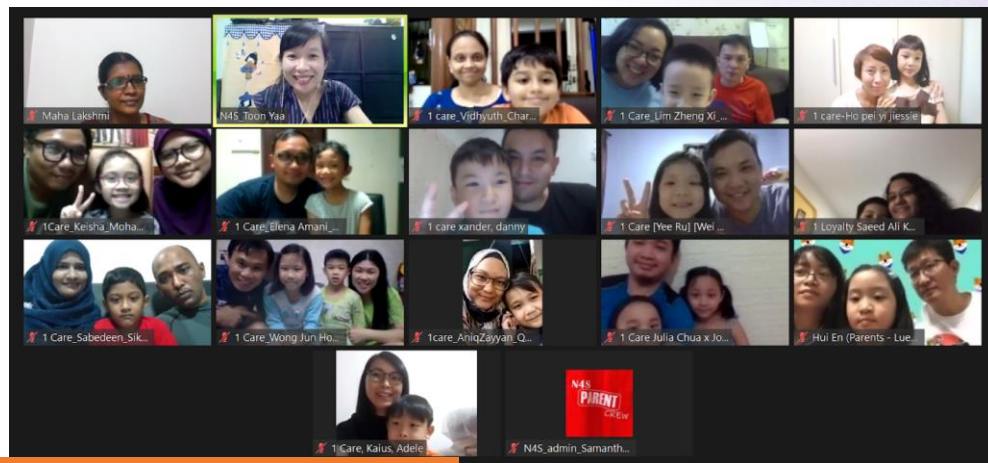 Maha Lakshmi
N4S_Toon Yaa
1 care_Vidhyuth_Char...
1 Care_Lim Zheng Xi_...
1 care-Ho pei yi jiessie
1Care_Keisha_Moha...
1 Care_Elena Amani_...
1 care xander, danny
1 Care [Yee Ru] [Wei ...
1 Loyalty Saeed Ali K...
1 Care_Sabedeen_Sik...
1 Care_Wong Jun Ho...
1care_AniqZayyan_Q...
1 Care Julia Chua x Jo...
Hui En (Parents - Lue...
1 Care, Kaius, Adele
N4S
PARENT
CREW
N4S_admin_Samanth...